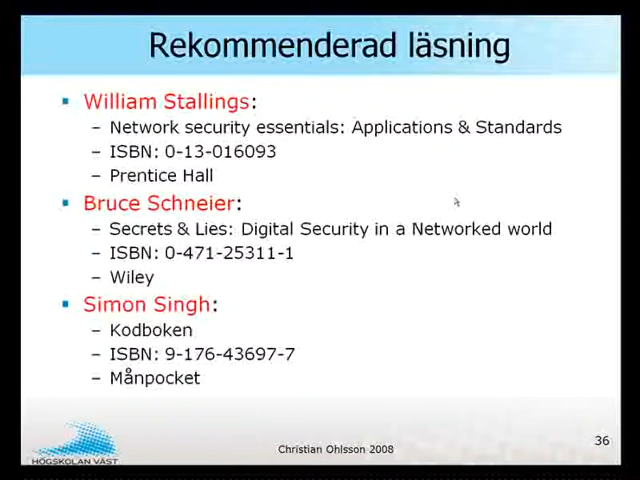 Rekommenderad läsning
▪ William Stallings:
– Network security essentials: Applications & Standards
– ISBN: 0-13-016093
– Prentice Hall
▪ Bruce Schneier:
– Secrets & Lies: Digital Security in a Networked world
– ISBN: 0-471-25311-1
– Wiley
▪ Simon Singh:
– Kodboken
– ISBN: 9-176-43697-7
– Månpocket
36
Christian Ohlsson 2008
HÖGSKOLAN VÄST